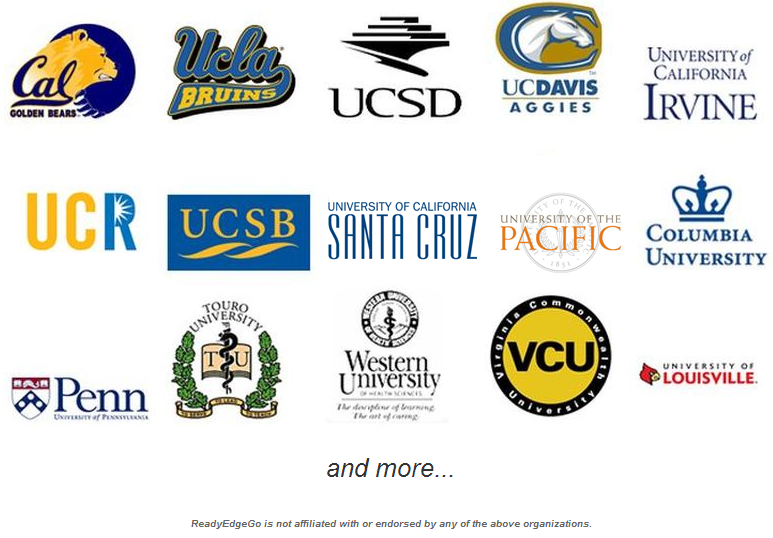 Cal
GOLDEN BEARS
Ucla
BRUINS
UCSD
UCDAVIS
AGGIES
UNIVERSITY of
CALIFORNIA
IRVINE
UCR
UCSB
UNIVERSITY OF CALIFORNIA
SANTA CRUZ
UNIVERSITY OF THE
PACIFIC
1851
COLUMBIA
UNIVERSITY
Penn
UNIVERSITY of PENNSYLVANIA
TOURO
UNIVERSITY
TU
TO SERVE
TO LEAD
TO TEACH
Western
University
OF HEALTH SCIENCES
The discipline of learning.
The art of caring.
Virginia Commonwealth
VCU
University
UNIVERSITY OF
LOUISVILLE.
and more...
ReadyEdgeGo is not affiliated with or endorsed by any of the above organizations.